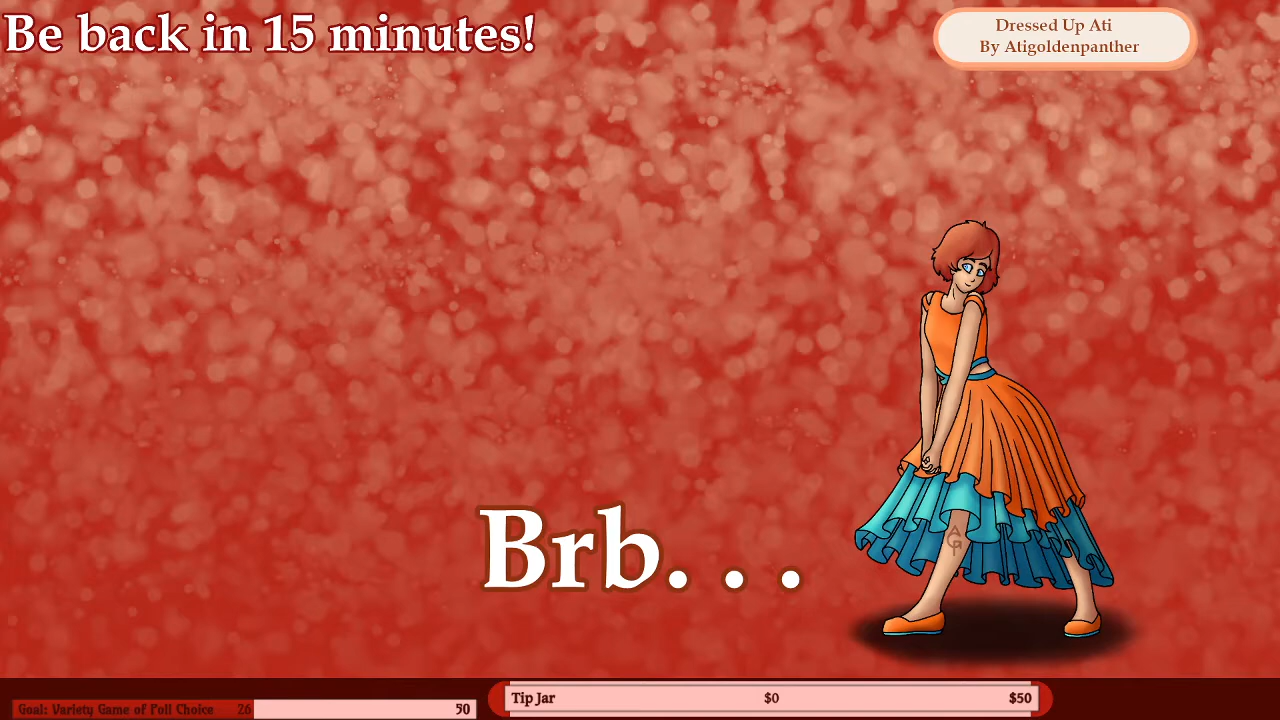 Be back in 15 minutes!
Dressed Up Ati
By Atigoldenpanther
Brb. . .
Tip Jar $0 $50
Goal: Variety Game of Poll Choice 26 50